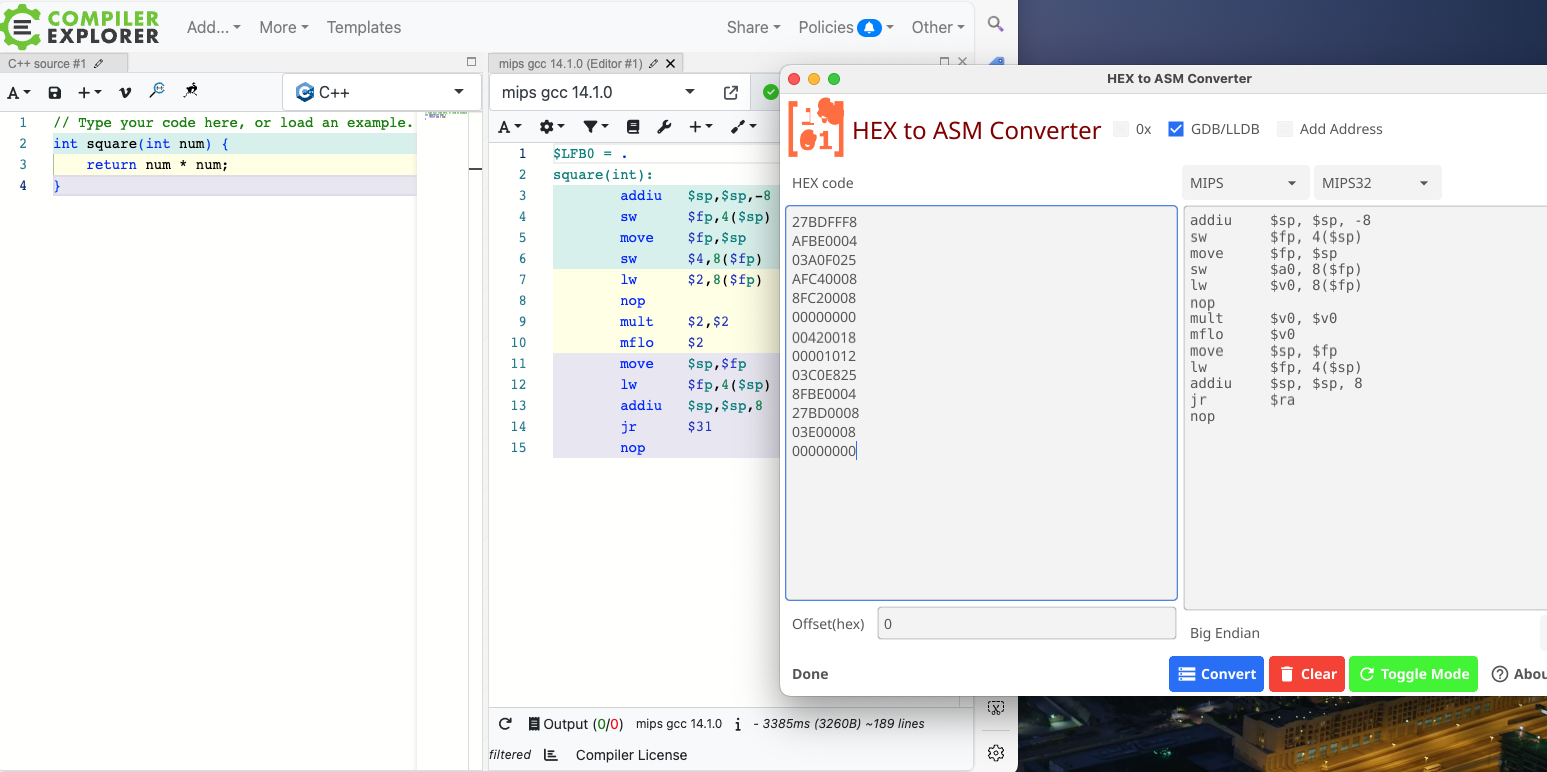 COMPILER
EXPLORER
Add... More Templates
Share Policies Other
C++ source #1
A + v
C++
1 // Type your code here, or load an example.
2 int square(int num) {
3 return num * num;
4 }
mips gcc 14.1.0 (Editor #1)
mips gcc 14.1.0
A +
1 $LFB0 = .
2 square(int):
3 addiu $sp,$sp,-8
4 sw $fp,4($sp)
5 move $fp,$sp
6 sw $4,8($fp)
7 lw $2,8($fp)
8 nop
9 mult $2,$2
10 mflo $2
11 move $sp,$fp
12 lw $fp,4($sp)
13 addiu $sp,$sp,8
14 jr $31
15 nop
Output (0/0) mips gcc 14.1.0 i - 3385ms (3260B) ~189 lines
filtered Compiler License
HEX to ASM Converter
HEX to ASM Converter 0x GDB/LLDB Add Address
HEX code
MIPS MIPS32
27BDFFF8
AFBE0004
03A0F025
AFC40008
8FC20008
00000000
00420018
00001012
03C0E825
8FBE0004
27BD0008
03E00008
00000000
addiu $sp, $sp, -8
sw $fp, 4($sp)
move $fp, $sp
sw $a0, 8($fp)
lw $v0, 8($fp)
nop
mult $v0, $v0
mflo $v0
move $sp, $fp
lw $fp, 4($sp)
addiu $sp, $sp, 8
jr $ra
nop
Offset(hex) 0
Big Endian
Done
Convert Clear Toggle Mode Abou